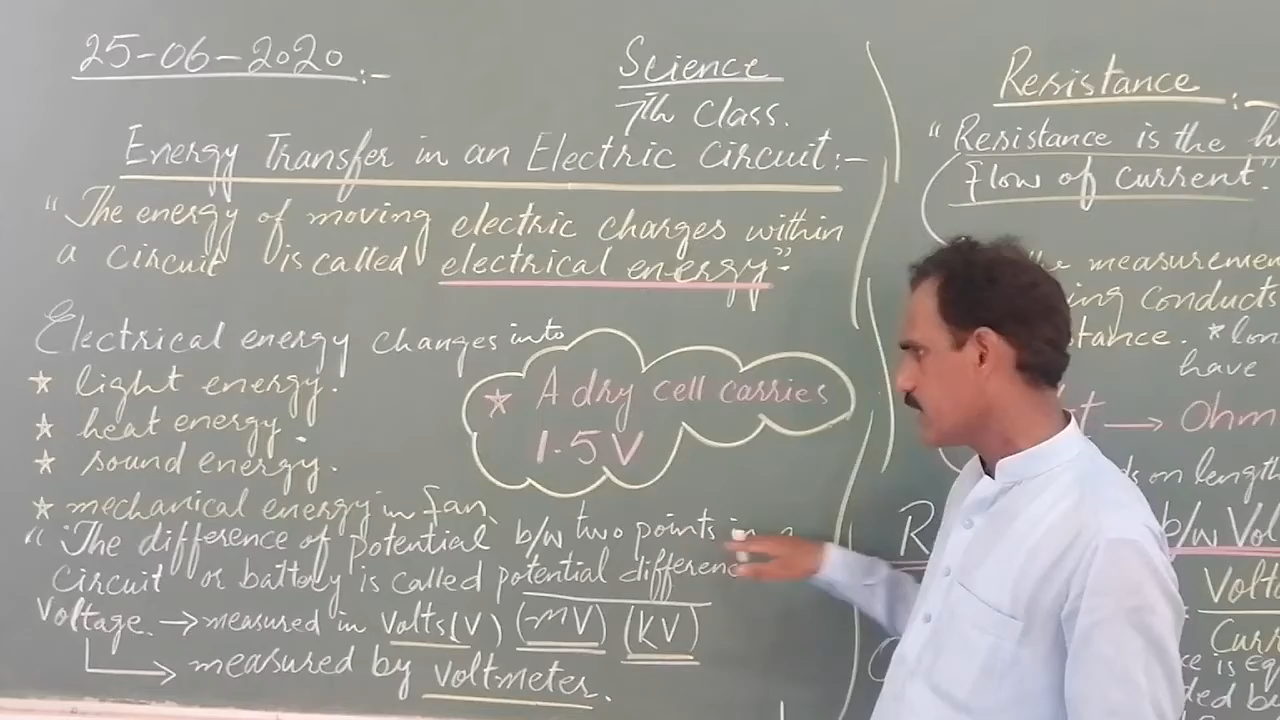 25-06-2020 :-
Science
7th Class.
Energy Transfer in an Electric Circuit:-
"The energy of moving electric charges within
a circuit is called electrical energy"-
Electrical energy changes into
★ light energy.
★ heat energy.
★ sound energy.
★ mechanical energy in fan.
★ A dry cell carries
1.5V
"The difference of potential b/w two points in a
Circuit or battery is called potential differenc
Voltage. → measured in Volts(V) (mV) (kV)
→ measured by voltmeter.
Resistance :-
"Resistance is the h
flow of current."
measuremen
conducts
tance. *lon
have
→ Ohm
on length
R b/w Vol
Volt
Curr
is eq